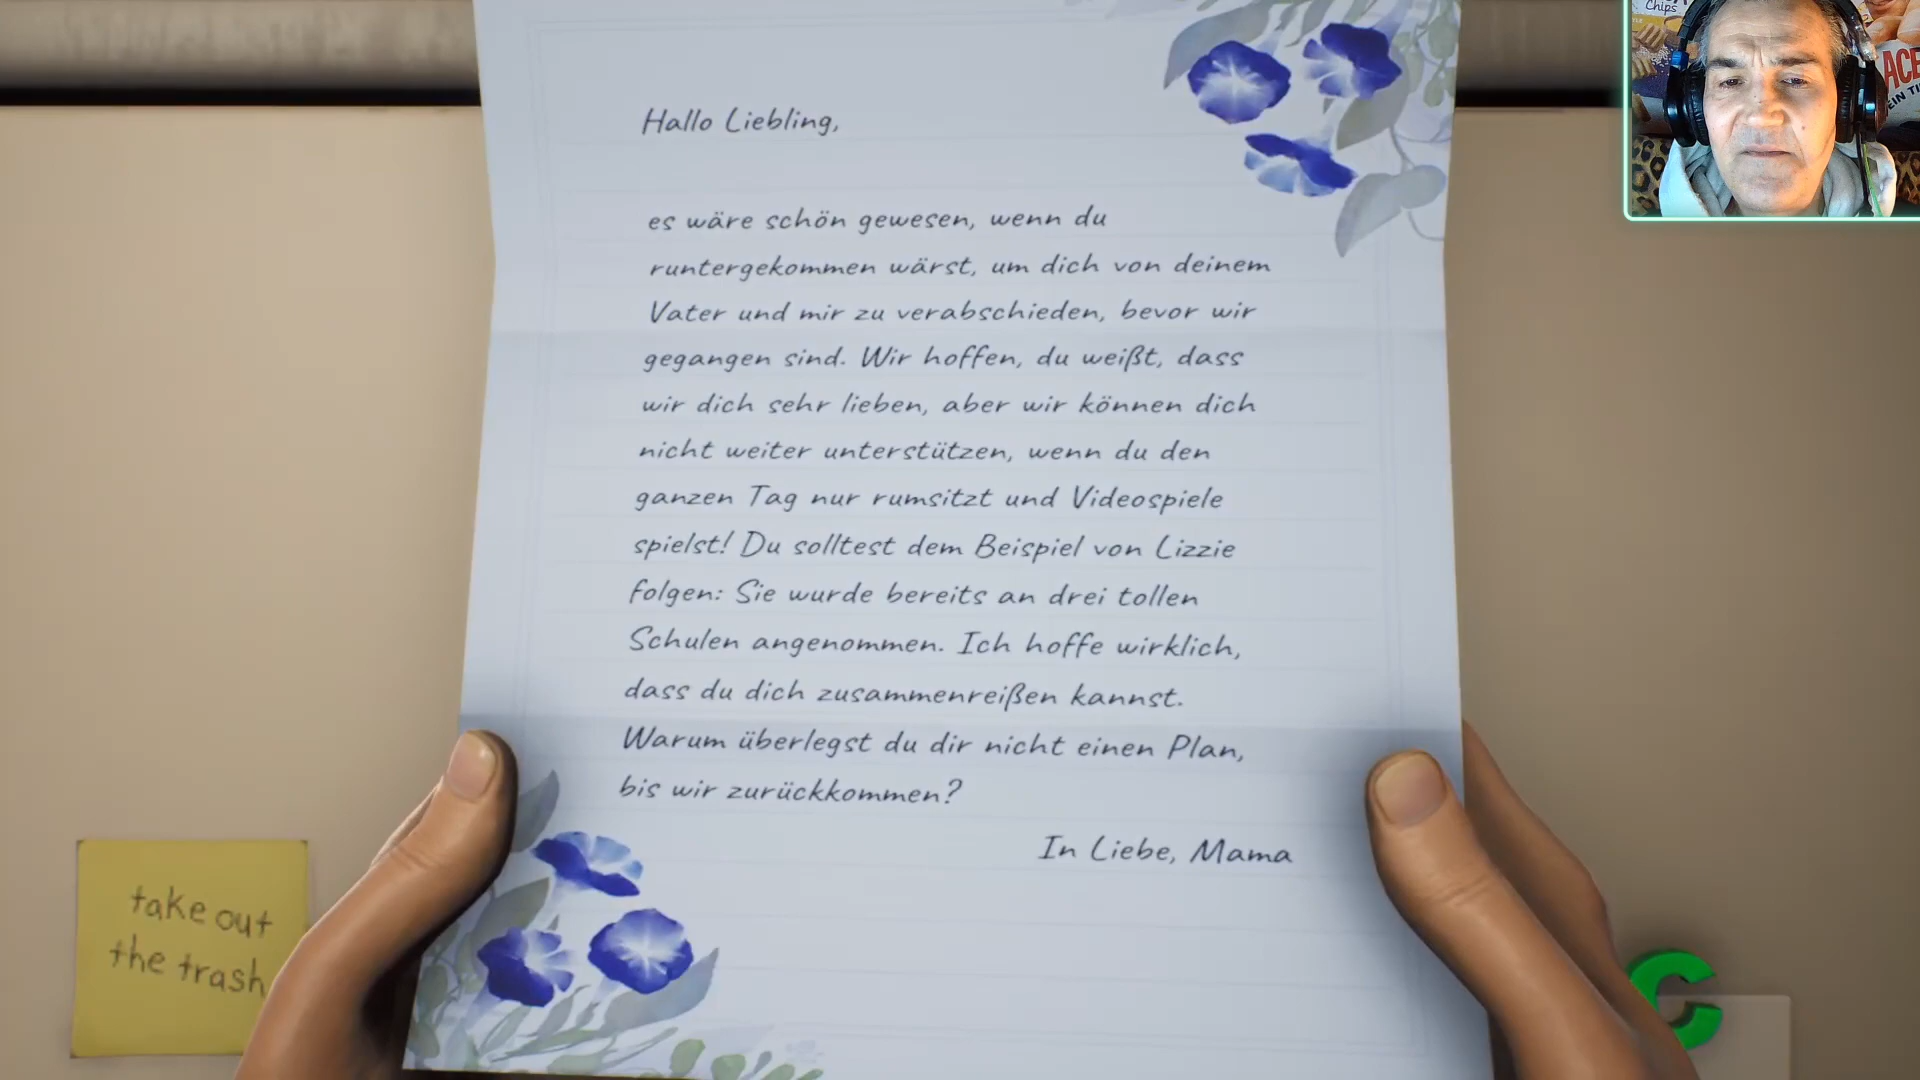 Hallo Liebling,
es wäre schön gewesen, wenn du
runtergekommen wärst, um dich von deinem
Vater und mir zu verabschieden, bevor wir
gegangen sind. Wir hoffen, du weißt, dass
wir dich sehr lieben, aber wir können dich
nicht weiter unterstützen, wenn du den
ganzen Tag nur rumsitzt und Videospiele
spielst! Du solltest dem Beispiel von Lizzie
folgen: Sie wurde bereits an drei tollen
Schulen angenommen. Ich hoffe wirklich,
dass du dich zusammenreißen kannst.
Warum überlegst du dir nicht einen Plan,
bis wir zurückkommen?
In Liebe, Mama
take out
the trash
Chips